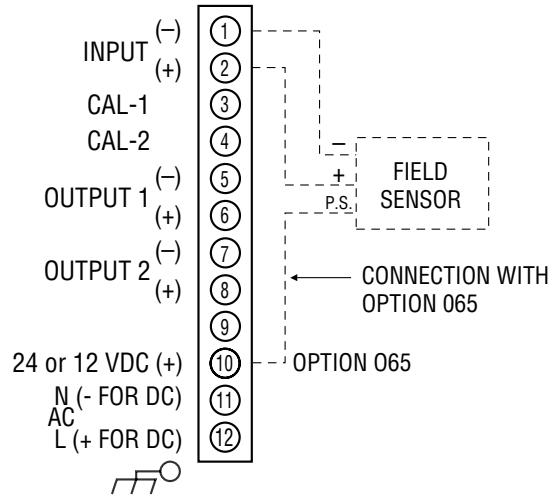 (–)
INPUT
(+)
CAL-1
CAL-2
(–)
OUTPUT 1
(+)
(–)
OUTPUT 2
(+)
24 or 12 VDC (+)
N (- FOR DC)
AC
L (+ FOR DC)
1
2
3
4
5
6
7
8
9
10
11
12
–
+
P.S.
FIELD
SENSOR
CONNECTION WITH
OPTION 065
OPTION O65